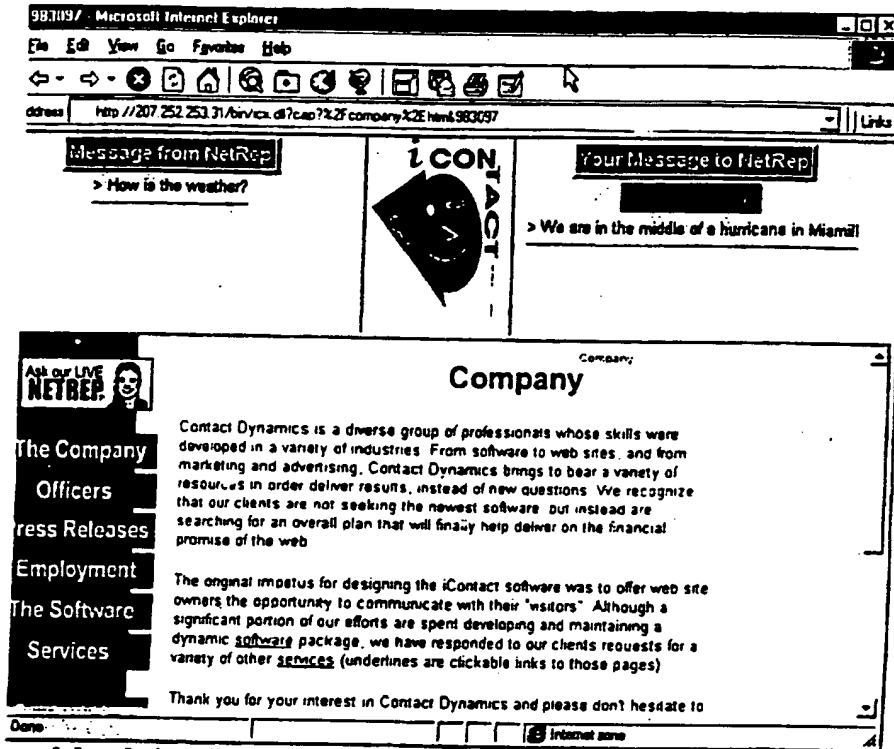 983097 - Microsoft Internet Explorer
File Edit View Go Favorites Help
ddress http://207.252.253.31/bin/icx.dll?cap?%2Fcompany%2Ehtml&983097 Links
Message from NetRep
> How is the weather?
i CONTACT
Your Message to NetRep
> We are in the middle of a hurricane in Miami!!
Ask our LIVE
NETREP
The Company
Officers
ress Releases
Employment
The Software
Services
Company
Company
Contact Dynamics is a diverse group of professionals whose skills were
developed in a variety of industries. From software to web sites, and from
marketing and advertising, Contact Dynamics brings to bear a variety of
resources in order deliver results, instead of new questions. We recognize
that our clients are not seeking the newest software, but instead are
searching for an overall plan that will finally help deliver on the financial
promise of the web
The original impetus for designing the iContact software was to offer web site
owners the opportunity to communicate with their "visitors". Although a
significant portion of our efforts are spent developing and maintaining a
dynamic software package, we have responded to our clients requests for a
variety of other services (underlines are clickable links to those pages)
Thank you for your interest in Contact Dynamics and please don't hesitate to
Done Internet zone